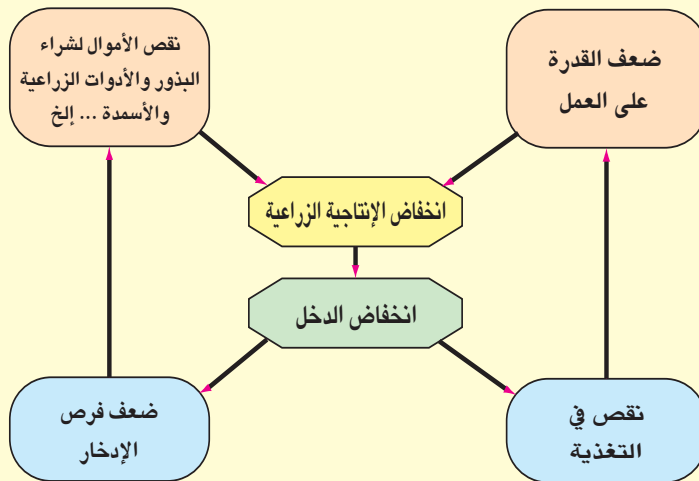 ضعف القدرة
على العمل
نقص الأموال لشراء
البذور والأدوات الزراعية
والأسمدة ... إلخ
انخفاض الإنتاجية الزراعية
انخفاض الدخل
نقص في
التغذية
ضعف فرص
الإدخار